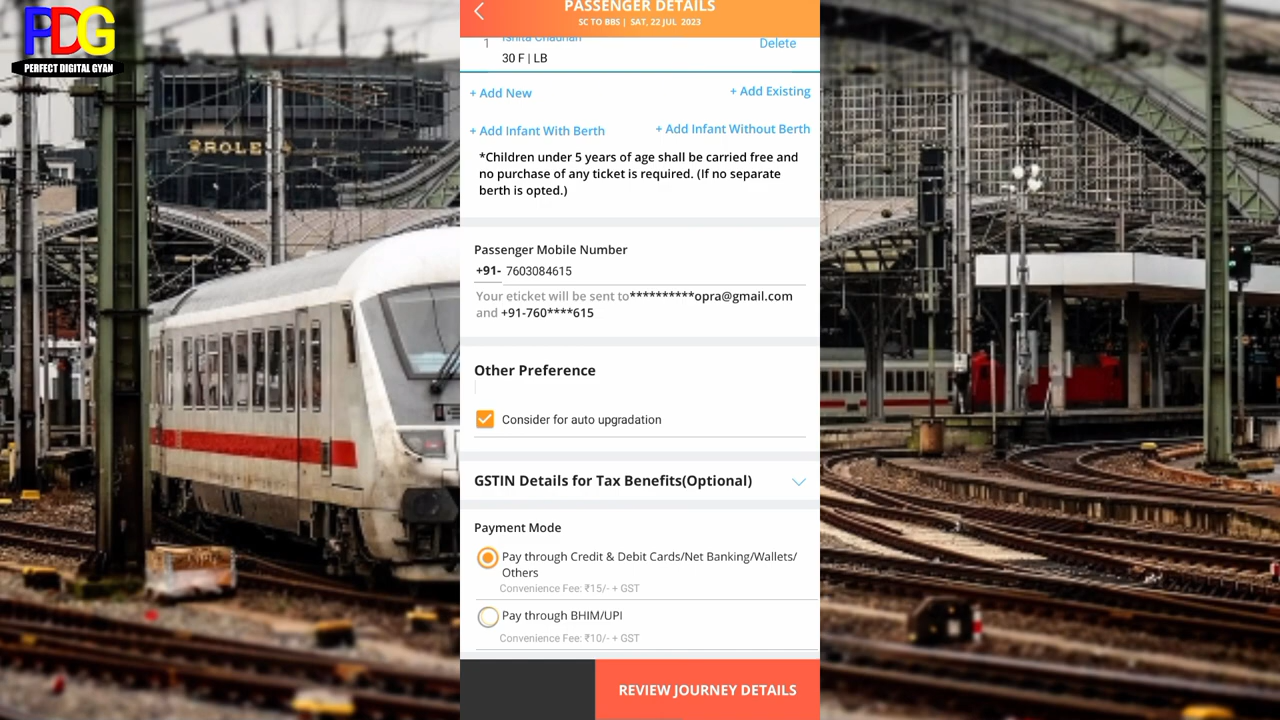 PDG
PERFECT DIGITAL GYAN
ROLE
PASSENGER DETAILS
SC TO BBS | SAT, 22 JUL 2023
1
Delete
30 F | LB
+ Add New
+ Add Existing
+ Add Infant With Berth
+ Add Infant Without Berth
*Children under 5 years of age shall be carried free and
no purchase of any ticket is required. (If no separate
berth is opted.)
Passenger Mobile Number
+91- 7603084615
Your eticket will be sent to**********opra@gmail.com
and +91-760****615
Other Preference
Consider for auto upgradation
GSTIN Details for Tax Benefits(Optional)
Payment Mode
Pay through Credit & Debit Cards/Net Banking/Wallets/
Others
Convenience Fee: ₹15/- + GST
Pay through BHIM/UPI
Convenience Fee: ₹10/- + GST
REVIEW JOURNEY DETAILS